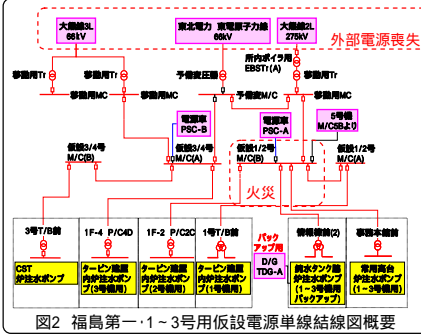 大熊線3L
66kV
東北電力 東電原子力線
66kV
大熊線2L
275kV
外部電源喪失
所内ボイラ用
EBSTr(A)
移動用Tr
移動用Tr
予備変圧器
移動用Tr
移動用MC
移動用MC
予備変M/C
移動用MC
電源車
PSC-B
電源車
PSC-A
5号機
M/C5Bより
仮設3/4号
M/C(B)
仮設3/4号
M/C(A)
仮設1/2号
M/C(B)
仮設1/2号
M/C(A)
火災
3号T/B前
1F-4 P/C4D
1F-2 P/C2C
1号T/B前
バック
アップ用
D/G
TDG-A
情報棟前(2)
事務本館前
CST
炉注水ポンプ
タービン建屋
内炉注水ポン
プ(3号機用)
タービン建屋
内炉注水ポン
プ(2号機用)
タービン建屋
内炉注水ポン
プ(1号機用)
純水タンク脇
炉注水ポンプ
(1~3号機用
バックアップ)
常用高台
炉注水ポンプ
(1~3号機用)
図2 福島第一・1~3号用仮設電源単線結線図概要